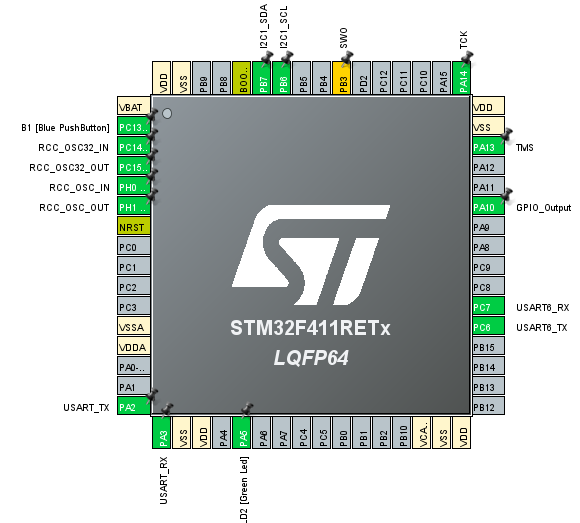 I2C1_SDA
I2C1_SCL
SWO
TCK
VDD
VSS
PB9
PB8
BOO..
PB7
PB6
PB5
PB4
PB3
PD2
PC12
PC11
PC10
PA15
PA14
VBAT
B1 [Blue PushButton] PC13..
RCC_OSC32_IN PC14..
RCC_OSC32_OUT PC15..
RCC_OSC_IN PH0 ..
RCC_OSC_OUT PH1 ..
NRST
PC0
PC1
PC2
PC3
VSSA
VDDA
PA0-..
PA1
USART_TX PA2
VDD
VSS
PA13 TMS
PA12
PA11
PA10 GPIO_Output
PA9
PA8
PC9
PC8
PC7 USART6_RX
PC6 USART6_TX
PB15
PB14
PB13
PB12
STM32F411RETx
LQFP64
PA3
VSS
VDD
PA4
PA5
PA6
PA7
PC4
PC5
PB0
PB1
PB2
PB10
VCA..
VSS
VDD
USART_RX
LD2 [Green Led]